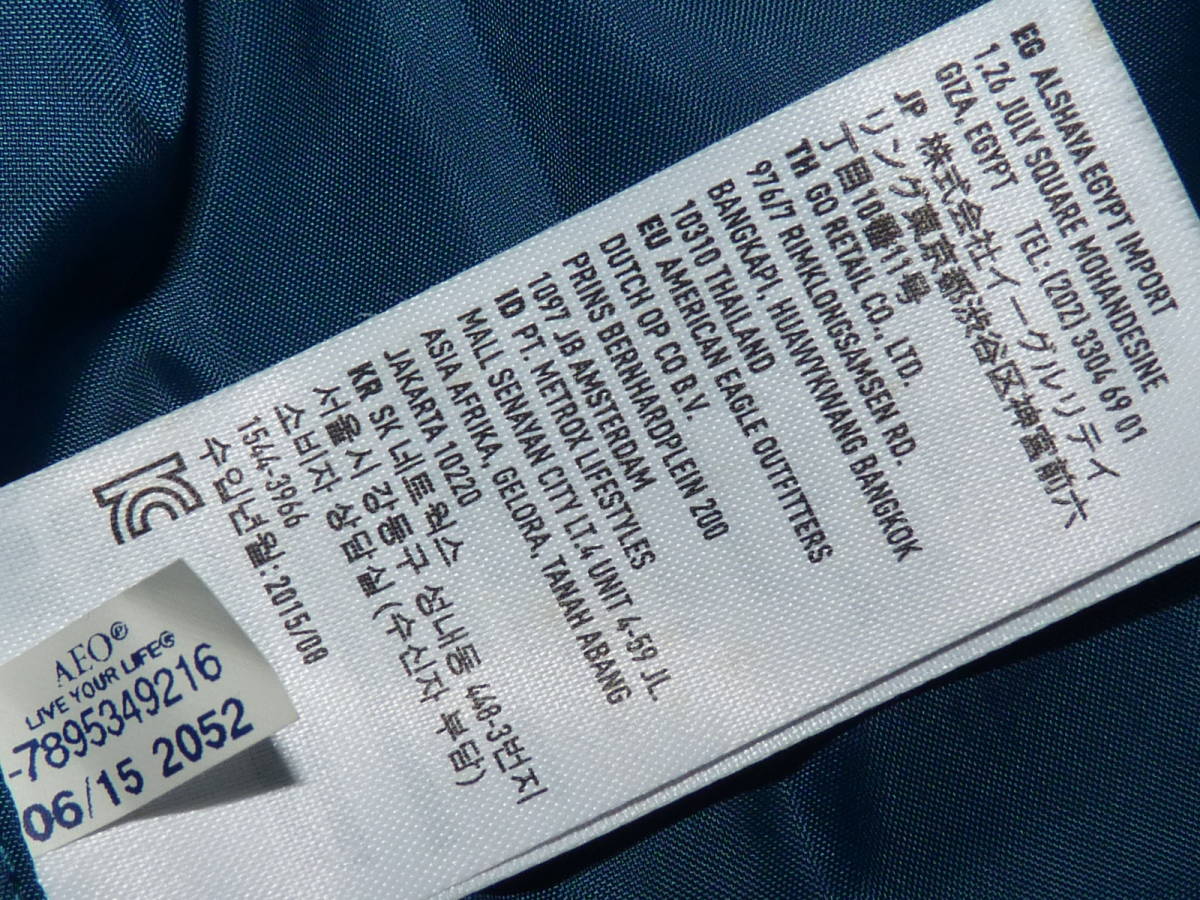 EG ALSHAYA EGYPT IMPORT
1,26 JULY SQUARE MOHANDESINE
GIZA, EGYPT TEL: (202) 3304 69 01
JP 株式会社イーグルリティ
リング東京都渋谷区神宮前六
丁目10番11号
TH GO RETAIL CO., LTD.
976/7 RIMKLONGSAMSEN RD.
BANGKAPI, HUAWYKWANG BANGKOK
10310 THAILAND
EU AMERICAN EAGLE OUTFITTERS
DUTCH OP CO B.V.
PRINS BERNHARDPLEIN 200
1097 JB AMSTERDAM
ID PT. METROX LIFESTYLES
MALL SENAYAN CITY LT.4 UNIT 4-59 JL.
ASIA AFRIKA, GELORA, TANAH ABANG
JAKARTA 10220
KR SK 네트웍스
서울시 강동구 성내동 448-3번지
소비자 상담실 (수신자 부담)
1544-3966
수입년월: 2015/08
AEO®
LIVE YOUR LIFE®
-7895349216
06/15 2052